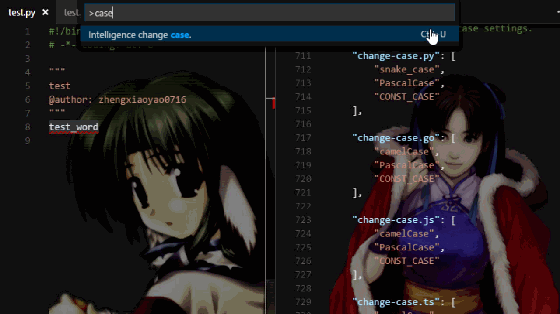 test.py
test.
>case
case settings.
Intelligence change case.
1 #!/bin
2 # -*-
3
4 """
5 test
6 @author: zhengxiaoyao0716
7 """
8 test_word
9
711 "change-case.py": [
712 "snake_case",
713 "PascalCase",
714 "CONST_CASE"
715 ],
716
717 "change-case.go": [
718 "camelCase",
719 "PascalCase",
720 "CONST_CASE"
721 ],
722
723 "change-case.js": [
724 "camelCase",
725 "PascalCase",
726 "CONST_CASE"
727 ],
728
729 "change-case.ts": [